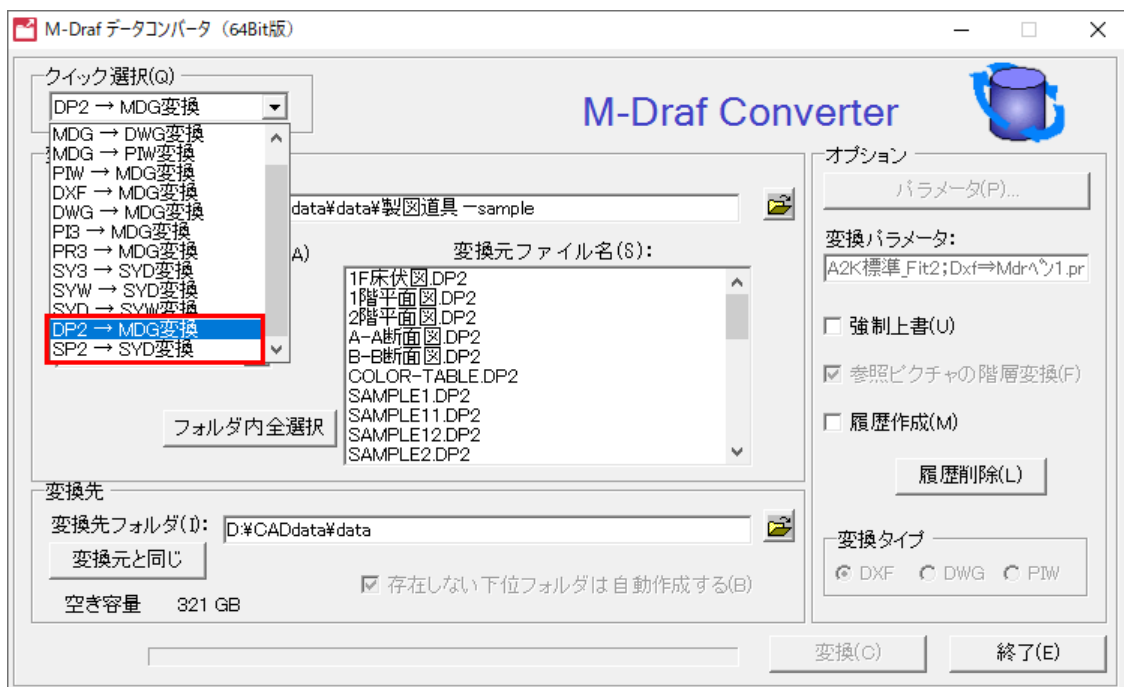 M-Draf データコンバータ（64Bit版）
クイック選択(Q)
DP2 → MDG変換
M-Draf Converter
MDG → DWG変換
MDG → PIW変換
PIW → MDG変換
DXF → MDG変換
DWG → MDG変換
PI3 → MDG変換
PR3 → MDG変換
SY3 → SYD変換
SYW → SYD変換
SYD → SYW変換
DP2 → MDG変換
SP2 → SYD変換
data¥data¥製図道具ーsample
A)
変換元ファイル名(S):
1F床伏図.DP2
1階平面図.DP2
2階平面図.DP2
A-A断面図.DP2
B-B断面図.DP2
COLOR-TABLE.DP2
SAMPLE1.DP2
SAMPLE11.DP2
SAMPLE12.DP2
SAMPLE2.DP2
フォルダ内全選択
オプション
パラメータ(P)...
変換パラメータ:
A2K標準_Fit2;Dxf⇒Mdrペン1.pr
強制上書(U)
参照ピクチャの階層変換(F)
履歴作成(M)
履歴削除(L)
変換先
変換先フォルダ(I):
D:¥CADdata¥data
変換元と同じ
存在しない下位フォルダは自動作成する(B)
空き容量 321 GB
変換タイプ
DXF DWG PIW
変換(C)
終了(E)